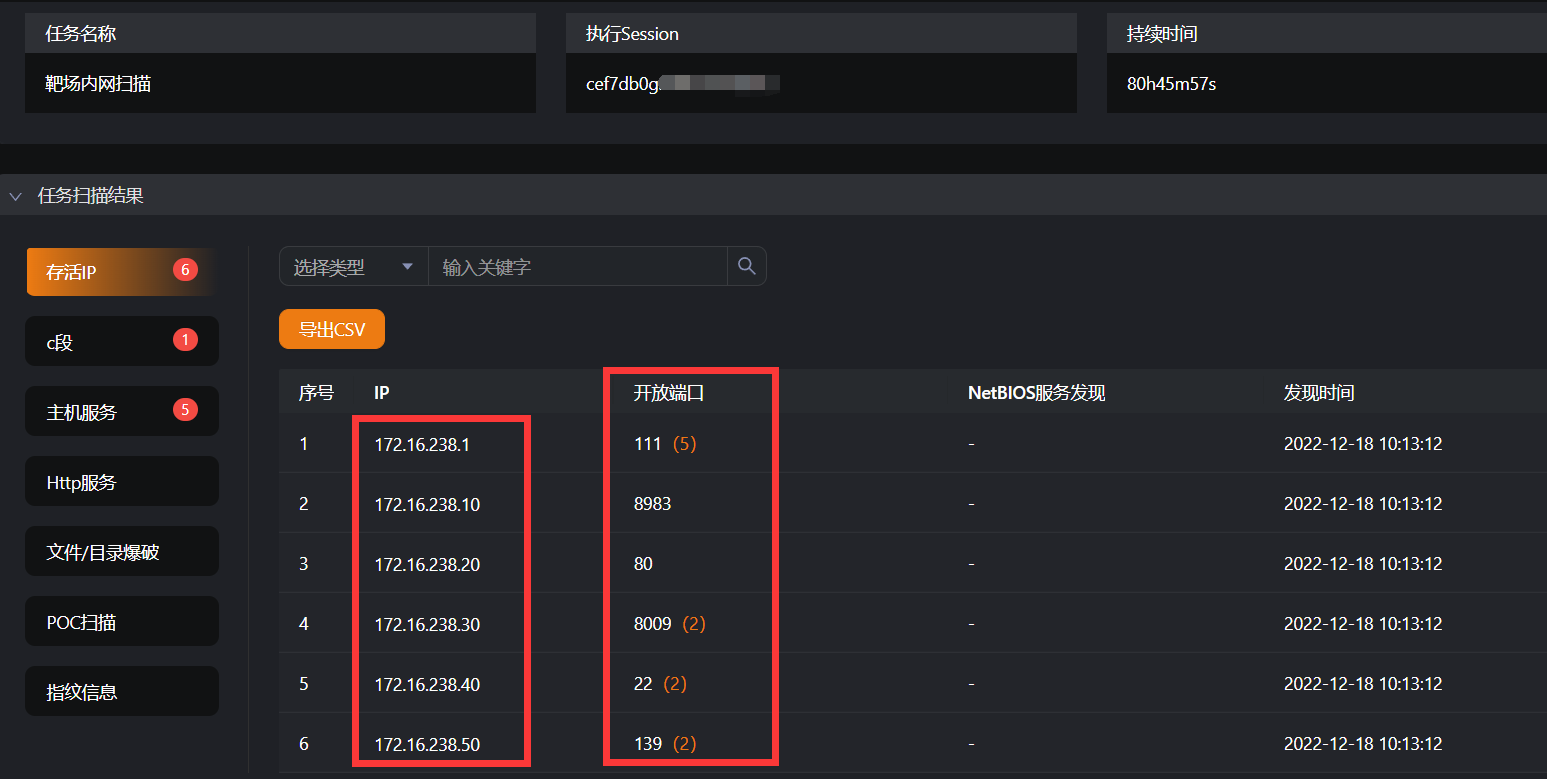 任务名称 执行Session 持续时间
靶场内网扫描 cef7db0g 80h45m57s
任务扫描结果
存活IP 6
c段 1
主机服务 5
Http服务
文件/目录爆破
POC扫描
指纹信息
选择类型 输入关键字
导出CSV
序号 IP 开放端口 NetBIOS服务发现 发现时间
1 172.16.238.1 111 (5) - 2022-12-18 10:13:12
2 172.16.238.10 8983 - 2022-12-18 10:13:12
3 172.16.238.20 80 - 2022-12-18 10:13:12
4 172.16.238.30 8009 (2) - 2022-12-18 10:13:12
5 172.16.238.40 22 (2) - 2022-12-18 10:13:12
6 172.16.238.50 139 (2) - 2022-12-18 10:13:12